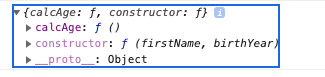 ▼{calcAge: ƒ, constructor: ƒ} i
▶ calcAge: ƒ ()
▶ constructor: ƒ (firstName, birthYear)
▶ __proto__: Object